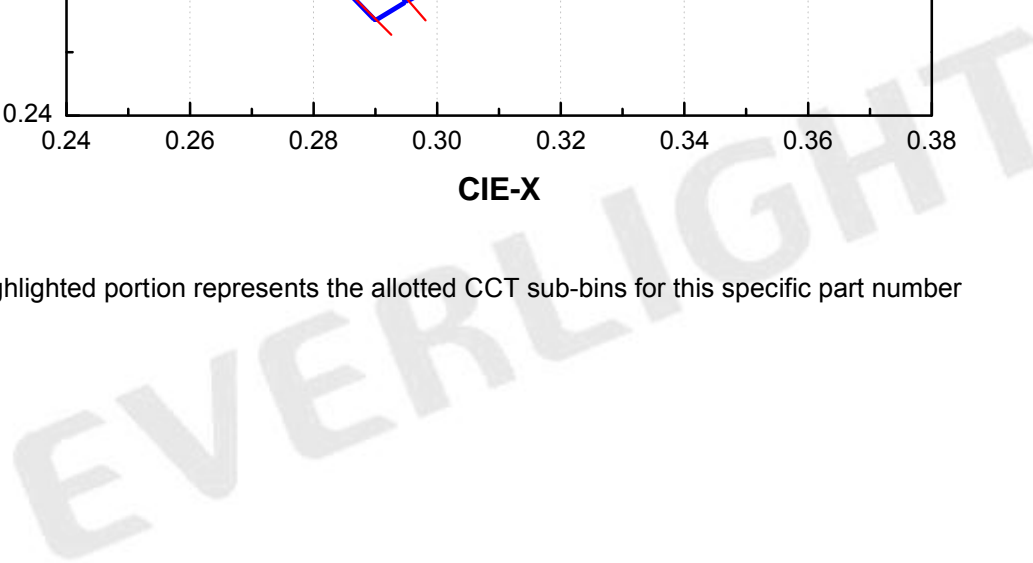 0.24
0.24 0.26 0.28 0.30 0.32 0.34 0.36 0.38
CIE-X
portion represents the allotted CCT sub-bins for this specific part number
EVERLIGHT